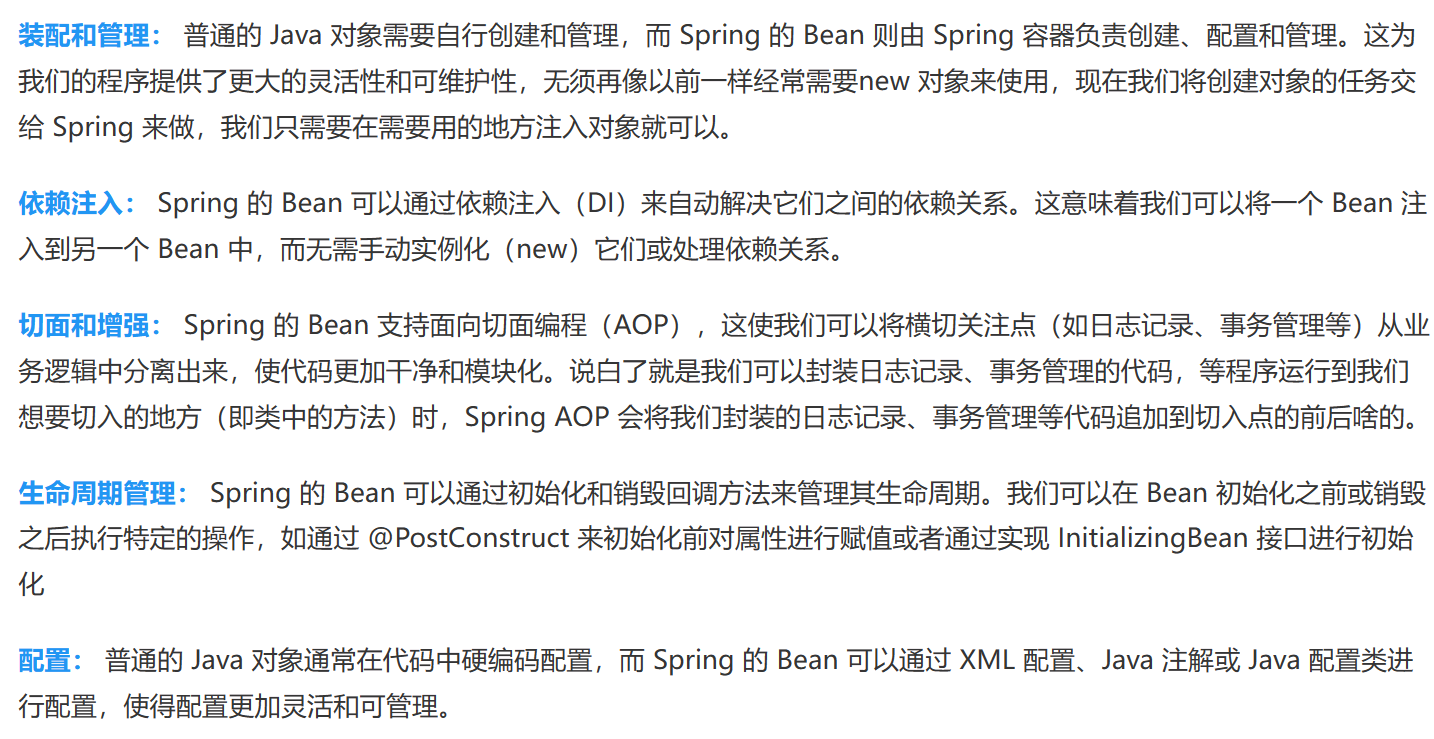 装配和管理： 普通的 Java 对象需要自行创建和管理，而 Spring 的 Bean 则由 Spring 容器负责创建、配置和管理。这为
我们的程序提供了更大的灵活性和可维护性，无须再像以前一样经常需要new 对象来使用，现在我们将创建对象的任务交
给 Spring 来做，我们只需要在需要用的地方注入对象就可以。
依赖注入： Spring 的 Bean 可以通过依赖注入（DI）来自动解决它们之间的依赖关系。这意味着我们可以将一个 Bean 注
入到另一个 Bean 中，而无需手动实例化（new）它们或处理依赖关系。
切面和增强： Spring 的 Bean 支持面向切面编程（AOP），这使我们可以将横切关注点（如日志记录、事务管理等）从业
务逻辑中分离出来，使代码更加干净和模块化。说白了就是我们可以封装日志记录、事务管理的代码，等程序运行到我们
想要切入的地方（即类中的方法）时，Spring AOP 会将我们封装的日志记录、事务管理等代码追加到切入点的前后啥的。
生命周期管理： Spring 的 Bean 可以通过初始化和销毁回调方法来管理其生命周期。我们可以在 Bean 初始化之前或销毁
之后执行特定的操作，如通过 @PostConstruct 来初始化前对属性进行赋值或者通过实现 InitializingBean 接口进行初始
化
配置： 普通的 Java 对象通常在代码中硬编码配置，而 Spring 的 Bean 可以通过 XML 配置、Java 注解或 Java 配置类进
行配置，使得配置更加灵活和可管理。